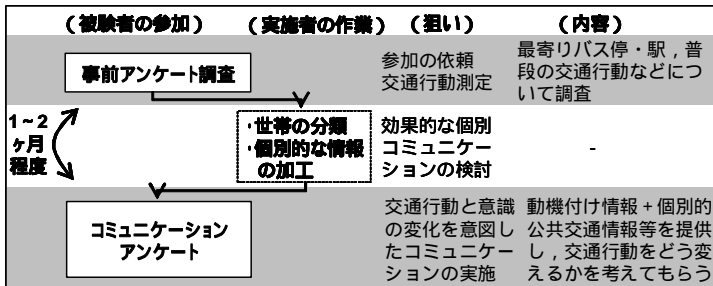 （被験者の参加）　（実施者の作業）　（狙い）　（内容）
事前アンケート調査
参加の依頼
交通行動測定
最寄りバス停・駅，普
段の交通行動などにつ
いて調査
1～2
ヶ月
程度
・世帯の分類
・個別的な情報
の加工
効果的な個別
コミュニケー
ションの検討
-
コミュニケーション
アンケート
交通行動と意識
の変化を意図し
たコミュニケー
ションの実施
動機付け情報+個別的
公共交通情報等を提供
し，交通行動をどう変
えるかを考えてもらう